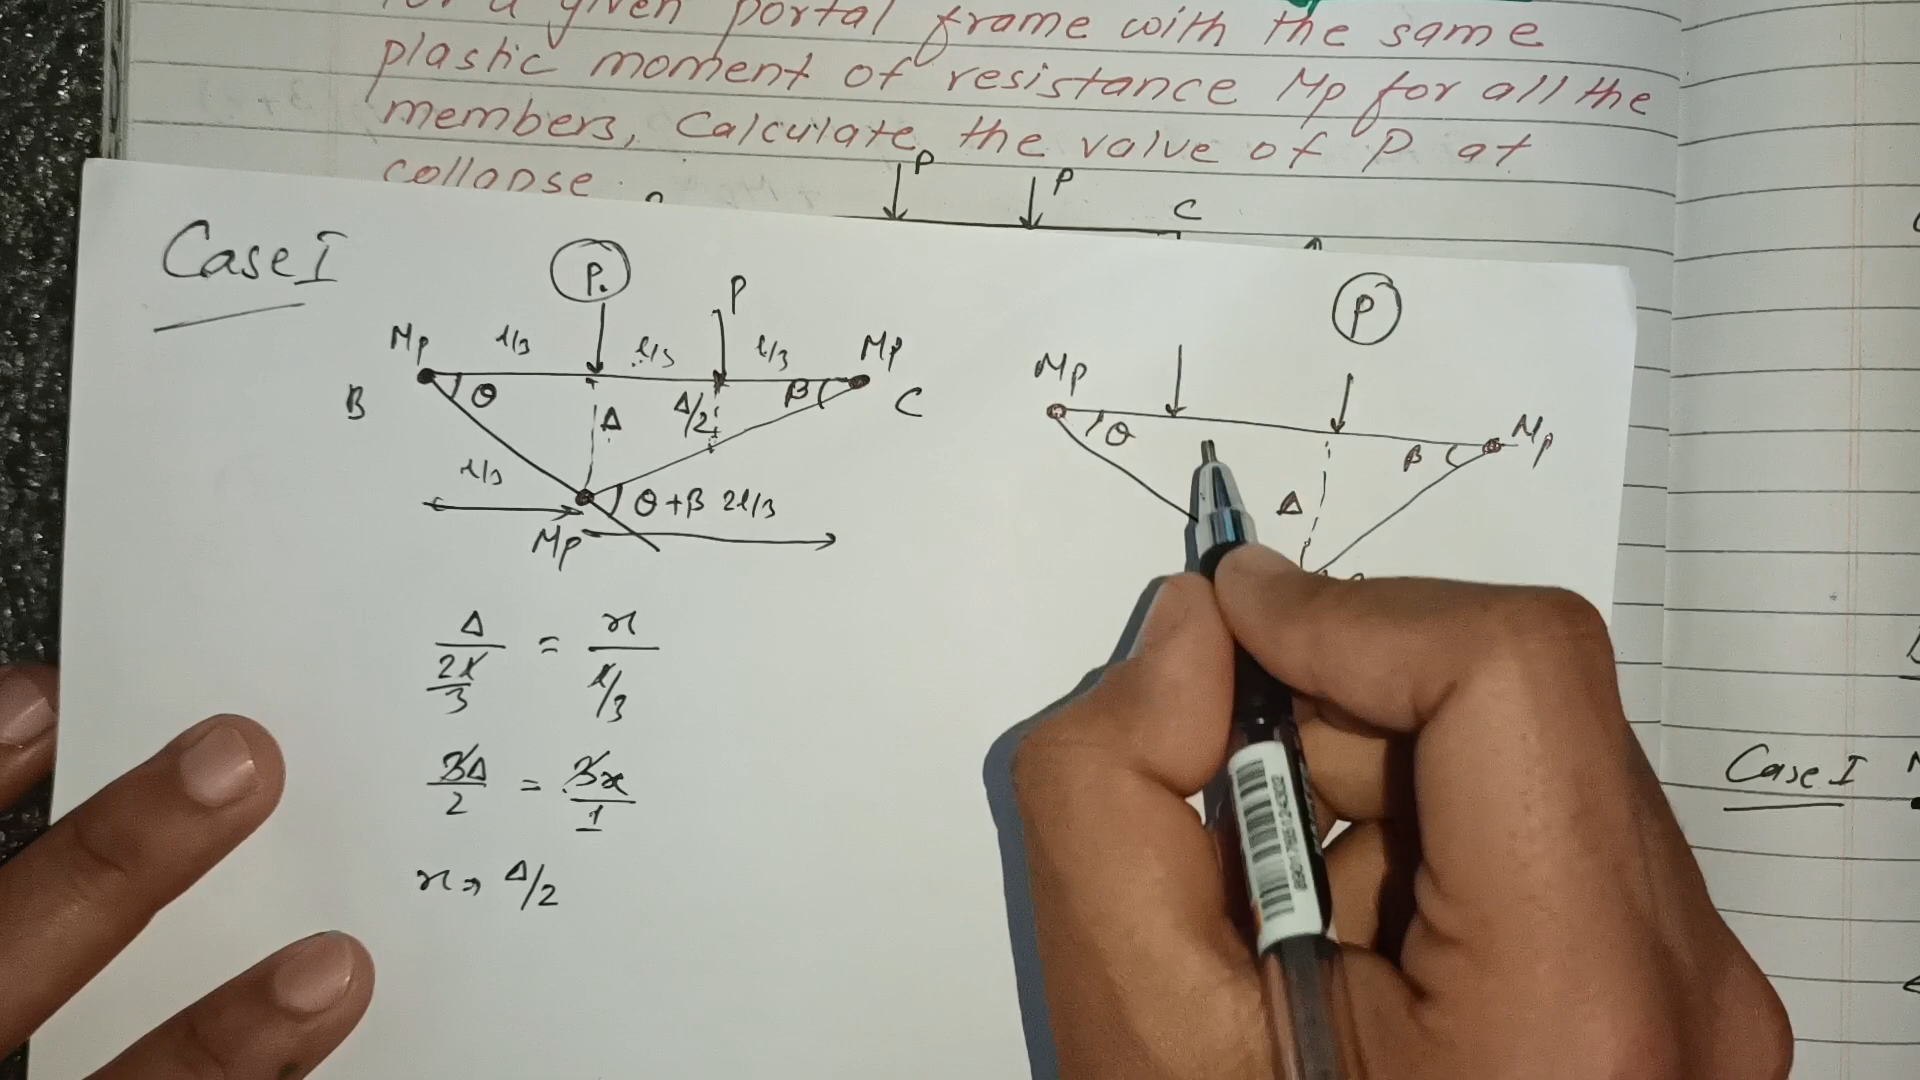 for a given portal frame with the same
plastic moment of resistance Mp for all the
members, Calculate the value of P at
collapse.
P
P
C
Case I
P.
P
Mp
l/3
l/3
l/3
Mp
B
θ
Δ
Δ/2
β
C
l/3
θ+β
2l/3
Mp
Δ/(2l/3) = x/(l/3)
3Δ/2 = 3x/1
x → Δ/2
P
Mp
θ
Δ
β
Mp
Case I
8901765124302